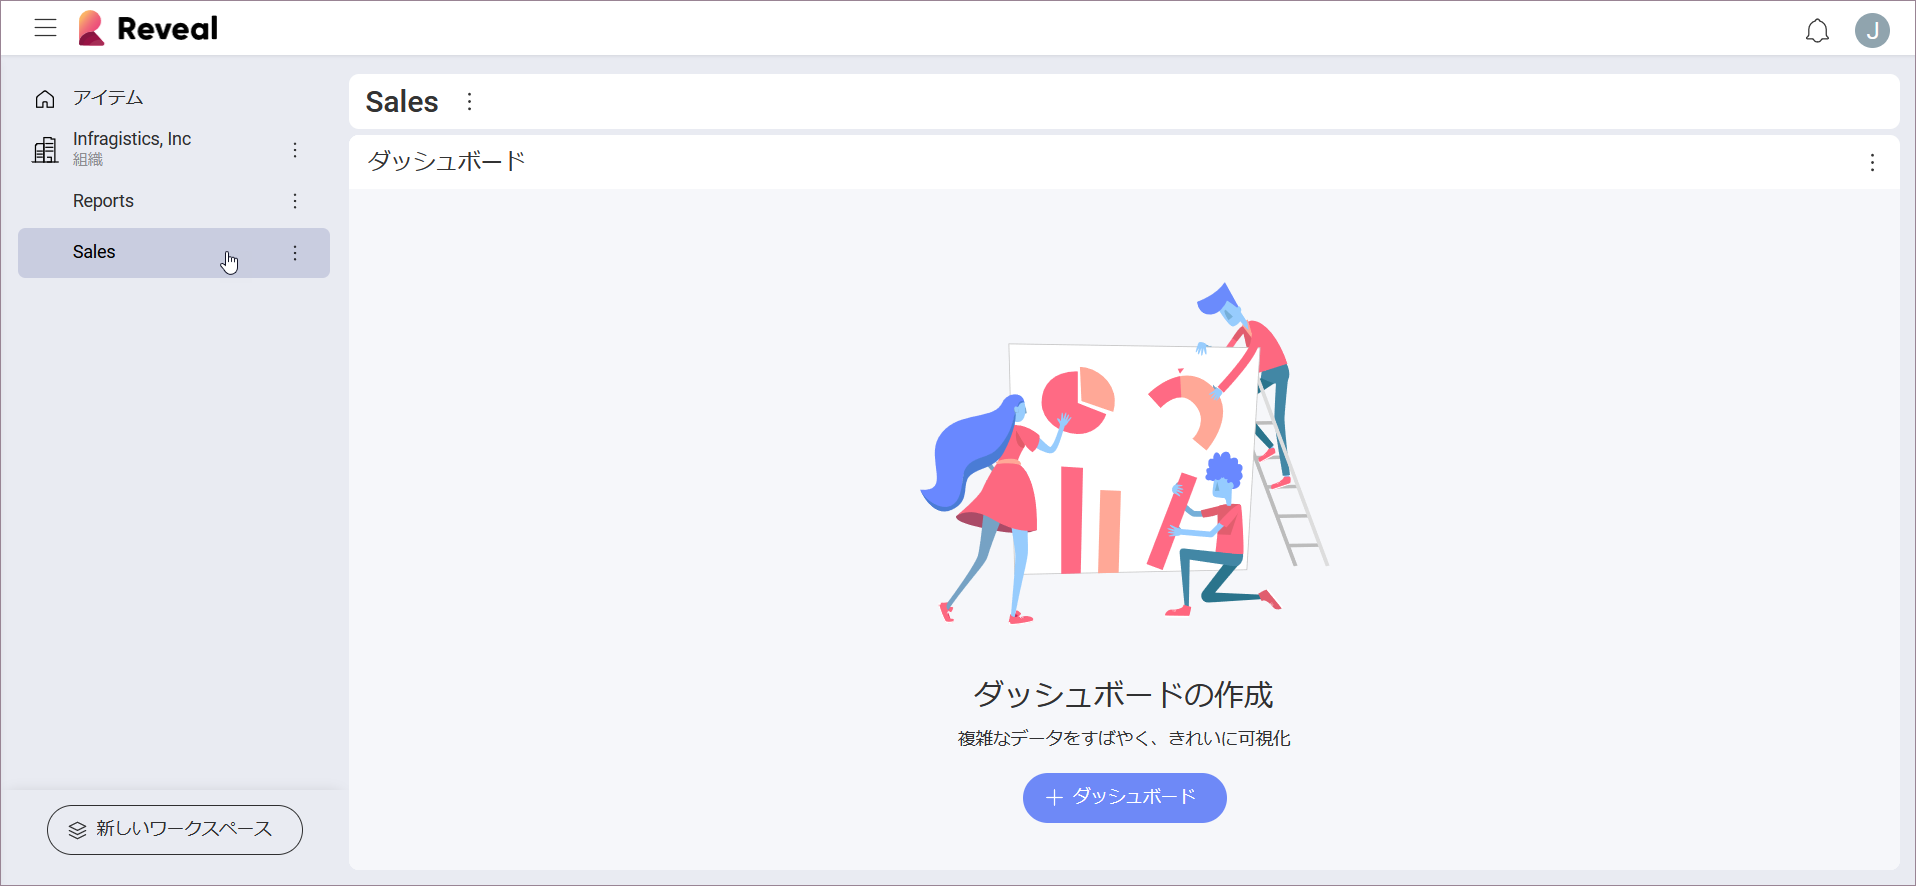 Reveal
J
アイテム
Infragistics, Inc
組織
Reports
Sales
新しいワークスペース
Sales
ダッシュボード
ダッシュボードの作成
複雑なデータをすばやく、きれいに可視化
＋ ダッシュボード